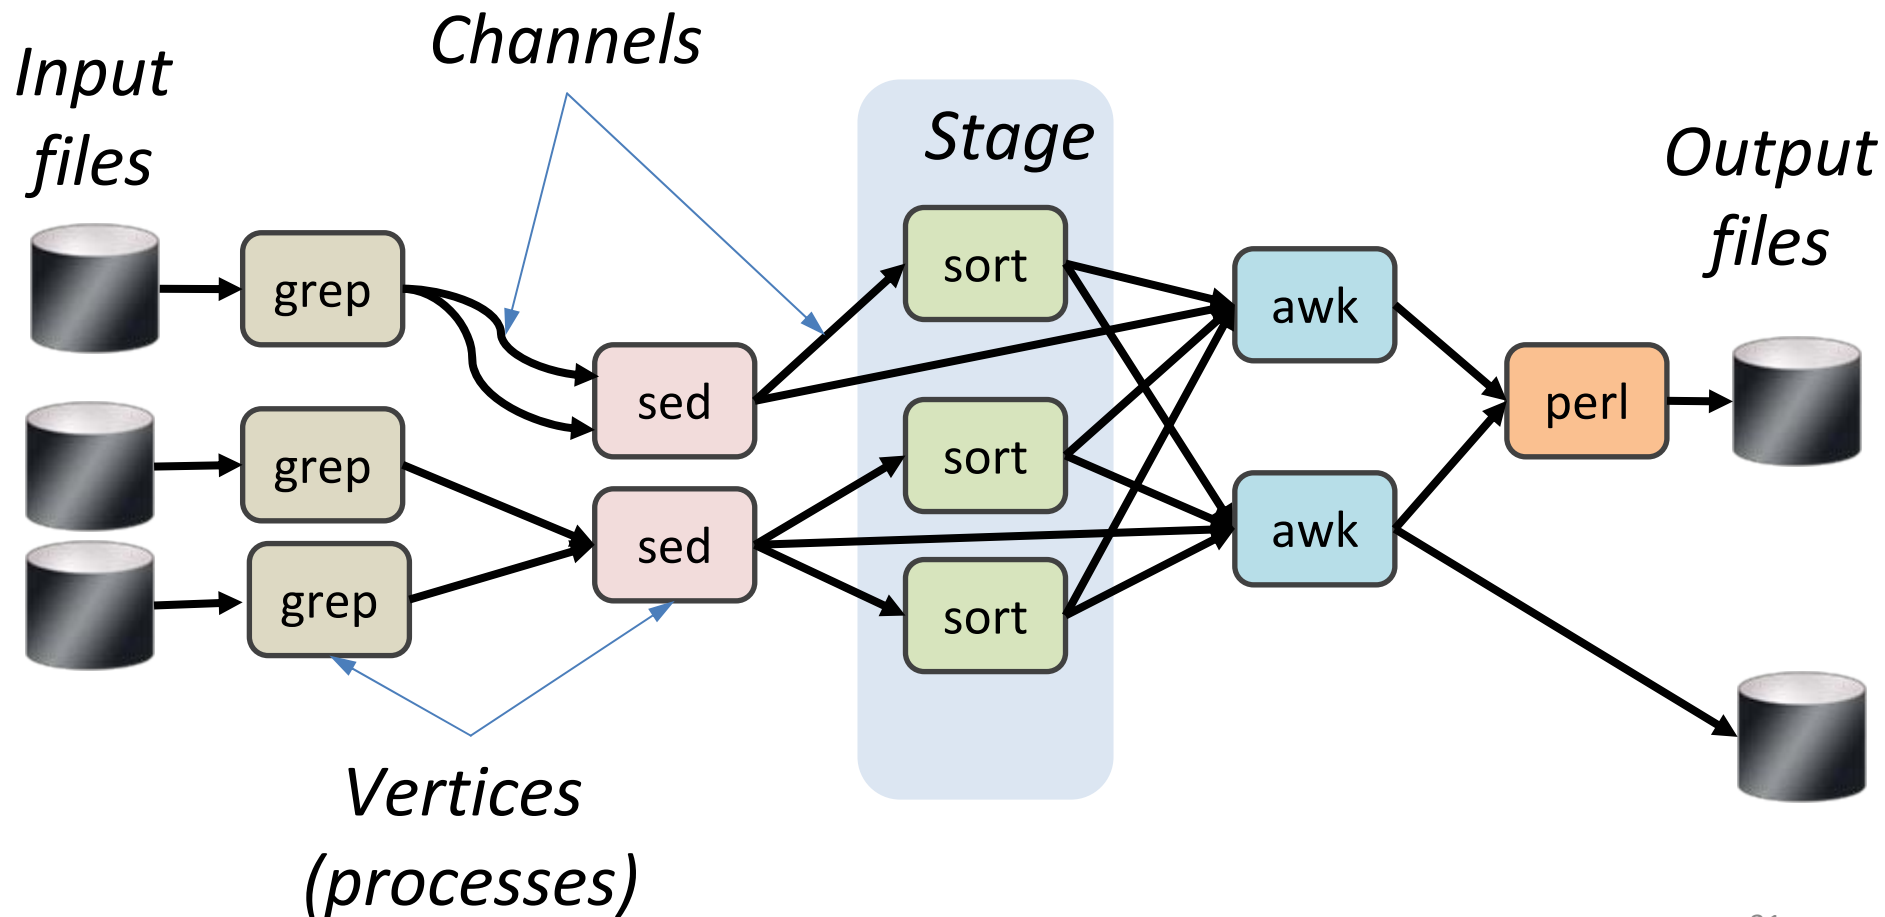 Channels
Input
files
Stage
Output
files
grep
sort
awk
sed
perl
grep
sort
sed
awk
grep
sort
Vertices
(processes)